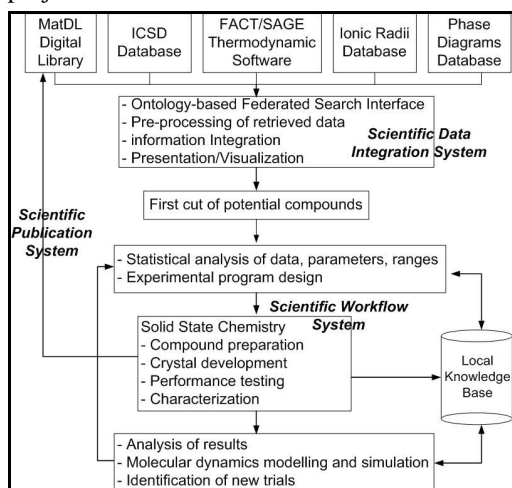 MatDL
Digital
Library
ICSD
Database
FACT/SAGE
Thermodynamic
Software
Ionic Radii
Database
Phase
Diagrams
Database
- Ontology-based Federated Search Interface
- Pre-processing of retrieved data
- information Integration
- Presentation/Visualization
Scientific Data
Integration System
First cut of potential compounds
Scientific
Publication
System
- Statistical analysis of data, parameters, ranges
- Experimental program design
Scientific Workflow
System
Solid State Chemistry
- Compound preparation
- Crystal development
- Performance testing
- Characterization
Local
Knowledge
Base
- Analysis of results
- Molecular dynamics modelling and simulation
- Identification of new trials